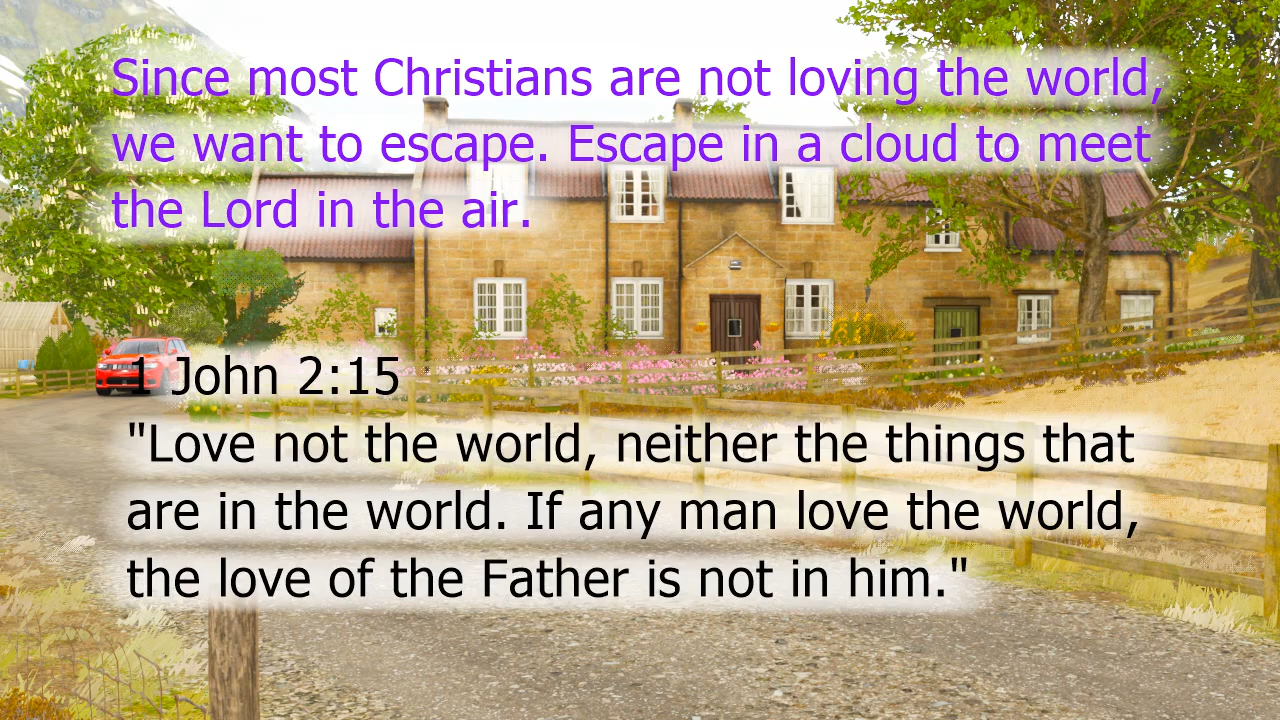 Since most Christians are not loving the world,
we want to escape. Escape in a cloud to meet
the Lord in the air.
1 John 2:15
"Love not the world, neither the things that
are in the world. If any man love the world,
the love of the Father is not in him."